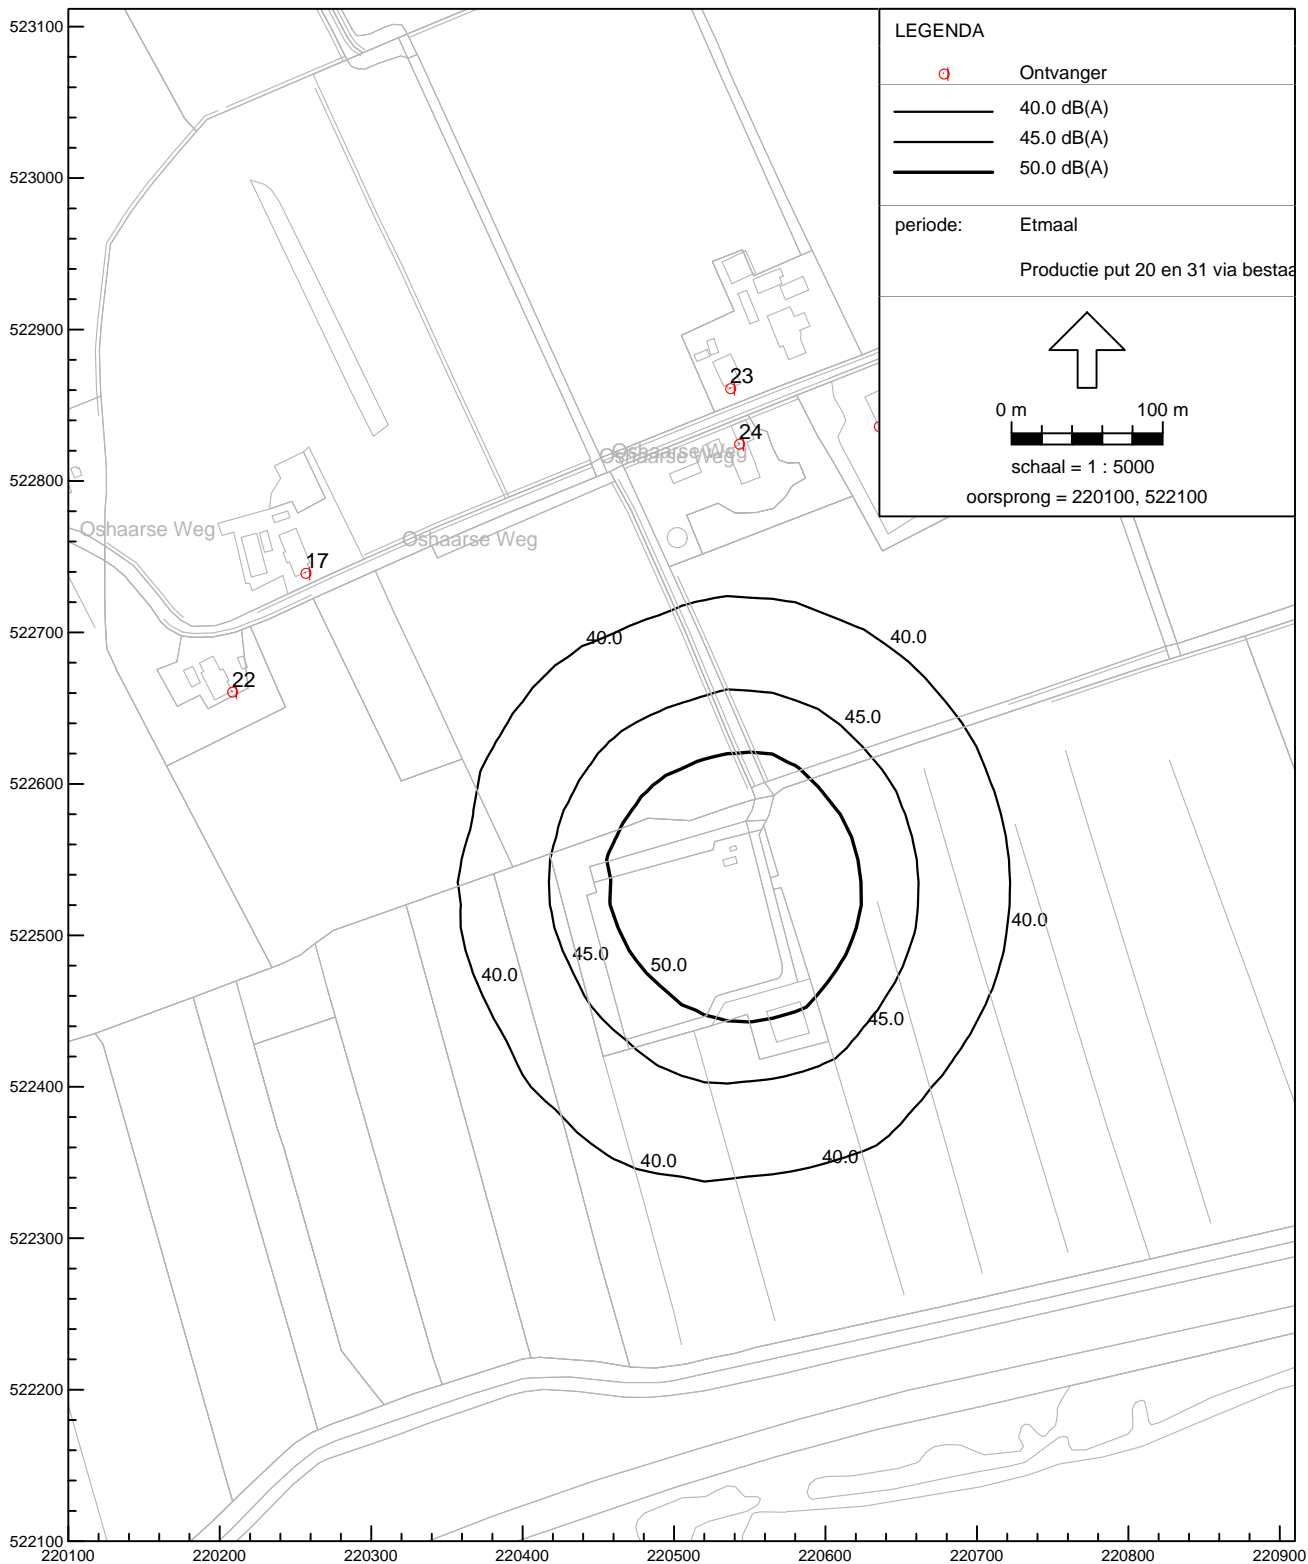 523100
523000
522900
522800
522700
522600
522500
522400
522300
522200
522100
220100
220200
220300
220400
220500
220600
220700
220800
220900
LEGENDA
Ontvanger
40.0 dB(A)
45.0 dB(A)
50.0 dB(A)
periode: Etmaal
Productie put 20 en 31 via bestaa
0 m 100 m
schaal = 1 : 5000
oorsprong = 220100, 522100
23
24
Oshaarse Weg
Oshaarse Weg
Oshaarse Weg
Oshaarse Weg
17
22
40.0
40.0
45.0
40.0
45.0
40.0
50.0
45.0
40.0
40.0